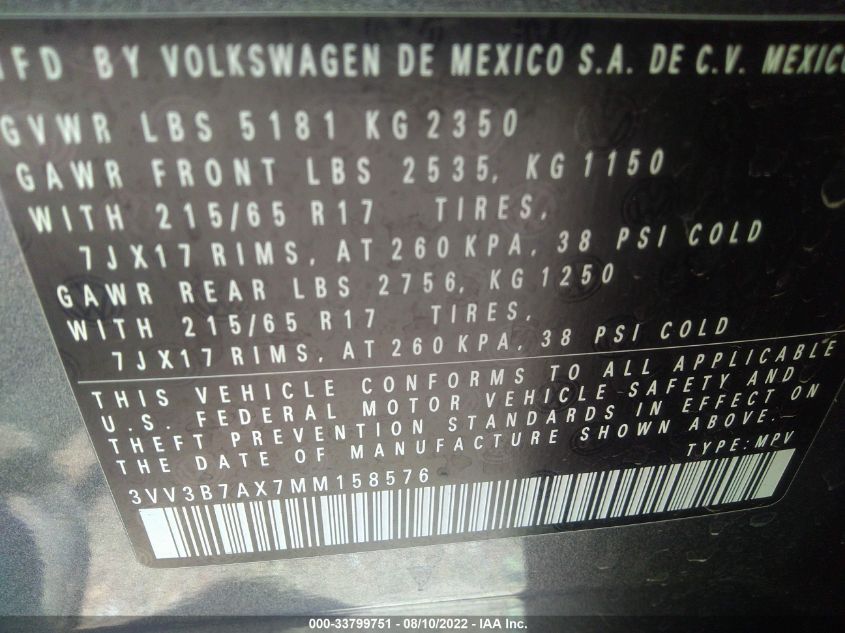 MFD BY VOLKSWAGEN DE MEXICO S.A. DE C.V. MEXICO
GVWR LBS 5181 KG 2350
GAWR FRONT LBS 2535, KG 1150
WITH 215/65 R17 TIRES,
7JX17 RIMS, AT 260 KPA, 38 PSI COLD
GAWR REAR LBS 2756, KG 1250
WITH 215/65 R17 TIRES,
7JX17 RIMS, AT 260 KPA, 38 PSI COLD
THIS VEHICLE CONFORMS TO ALL APPLICABLE
U.S. FEDERAL MOTOR VEHICLE SAFETY AND
THEFT PREVENTION STANDARDS IN EFFECT ON
THE DATE OF MANUFACTURE SHOWN ABOVE.
TYPE: MPV
3VV3B7AX7MM158576
000-33799751 - 08/10/2022 - IAA Inc.